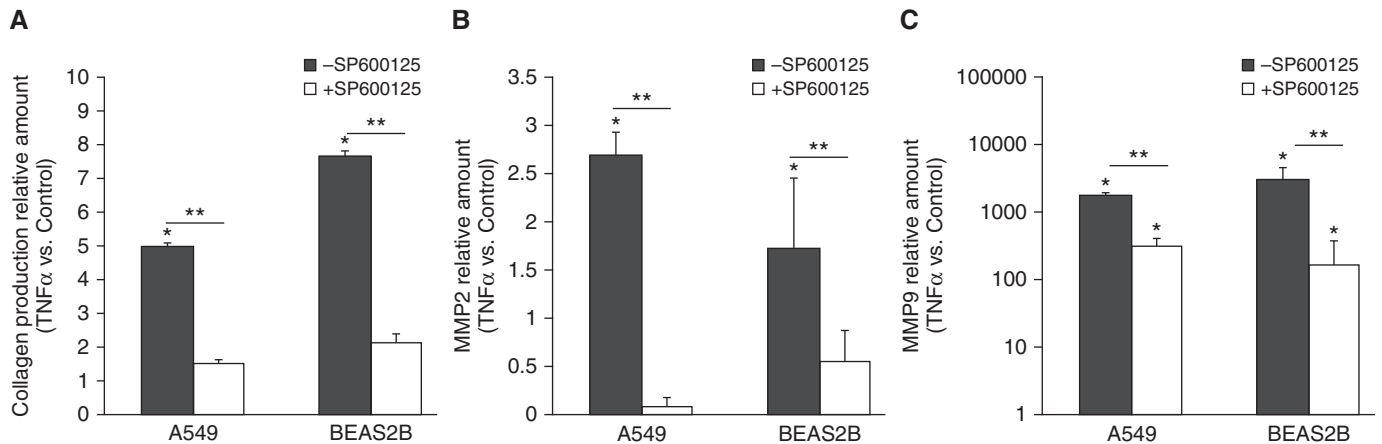 A
Collagen production relative amount
(TNFα vs. Control)
–SP600125
+SP600125
10
9
8
7
6
5
4
3
2
1
0
*
**
*
**
A549
BEAS2B
B
MMP2 relative amount
(TNFα vs. Control)
–SP600125
+SP600125
3.5
3
2.5
2
1.5
1
0.5
0
**
*
**
*
A549
BEAS2B
C
MMP9 relative amount
(TNFα vs. Control)
–SP600125
+SP600125
100000
10000
1000
100
10
1
**
*
*
**
*
*
A549
BEAS2B